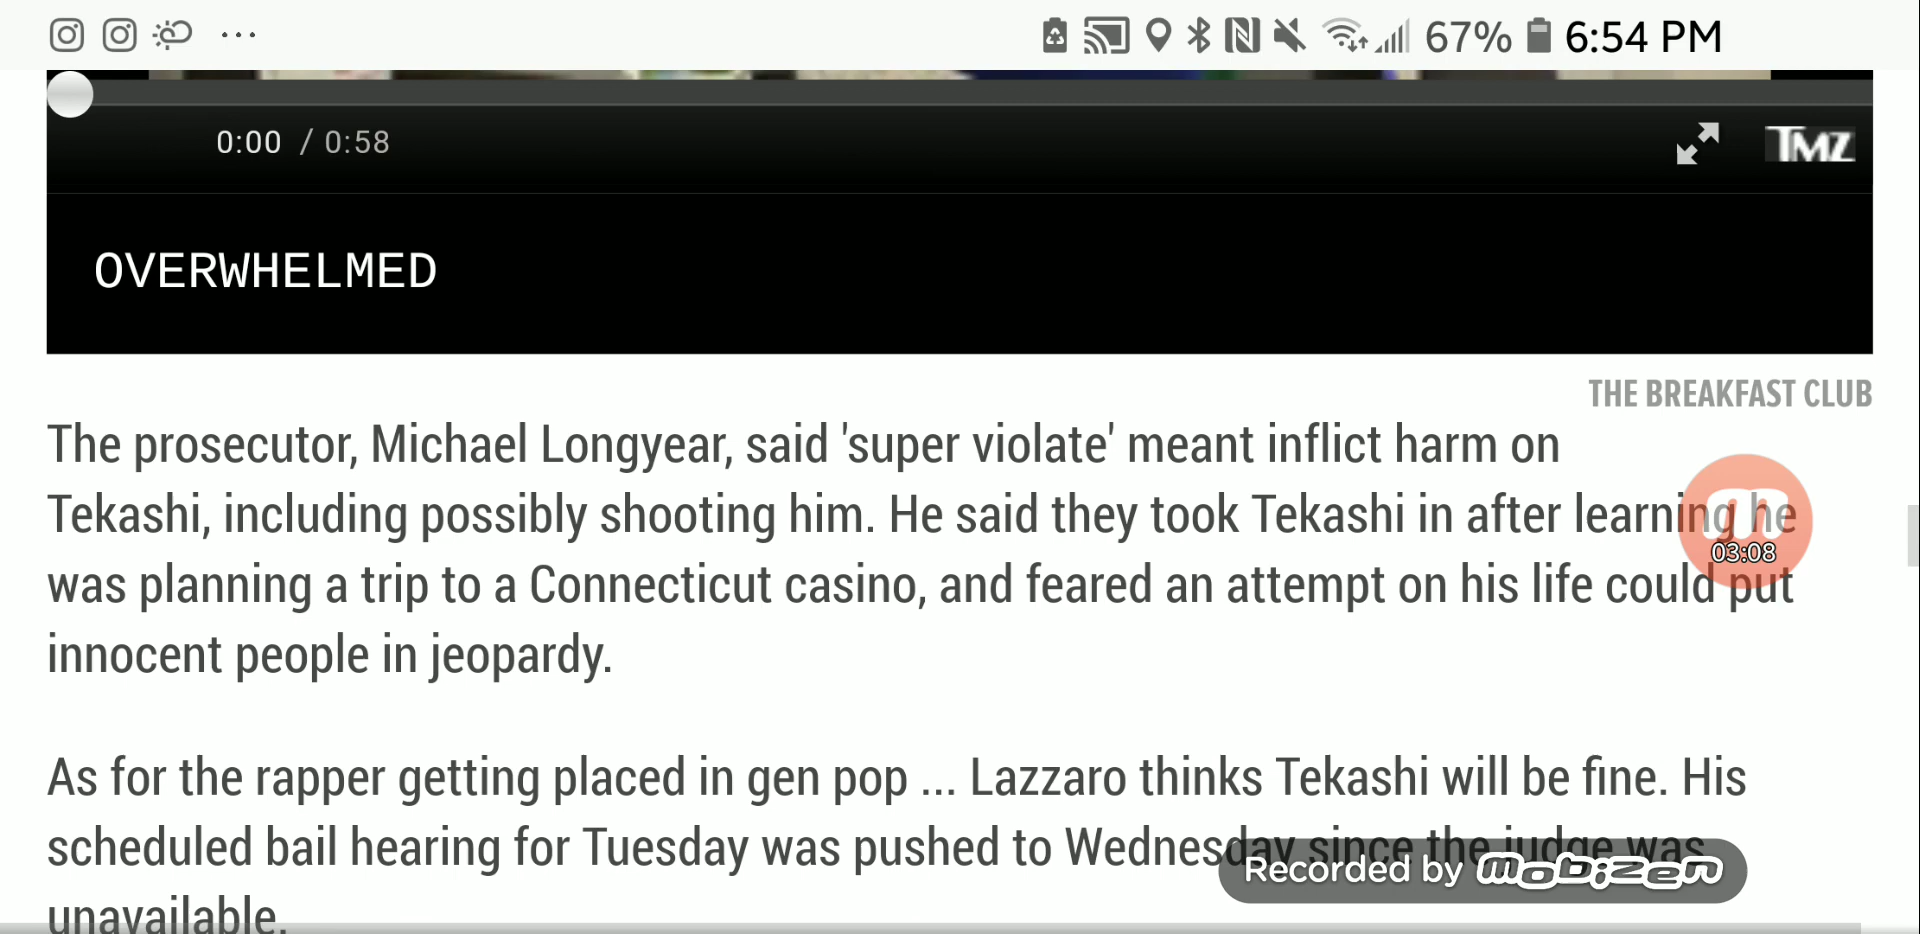 67% 6:54 PM
0:00 / 0:58
TMZ
OVERWHELMED
THE BREAKFAST CLUB
The prosecutor, Michael Longyear, said 'super violate' meant inflict harm on
Tekashi, including possibly shooting him. He said they took Tekashi in after learning he
03:08
was planning a trip to a Connecticut casino, and feared an attempt on his life could put
innocent people in jeopardy.
As for the rapper getting placed in gen pop ... Lazzaro thinks Tekashi will be fine. His
scheduled bail hearing for Tuesday was pushed to Wednesday since the judge was
Recorded by mobizen
unavailable.